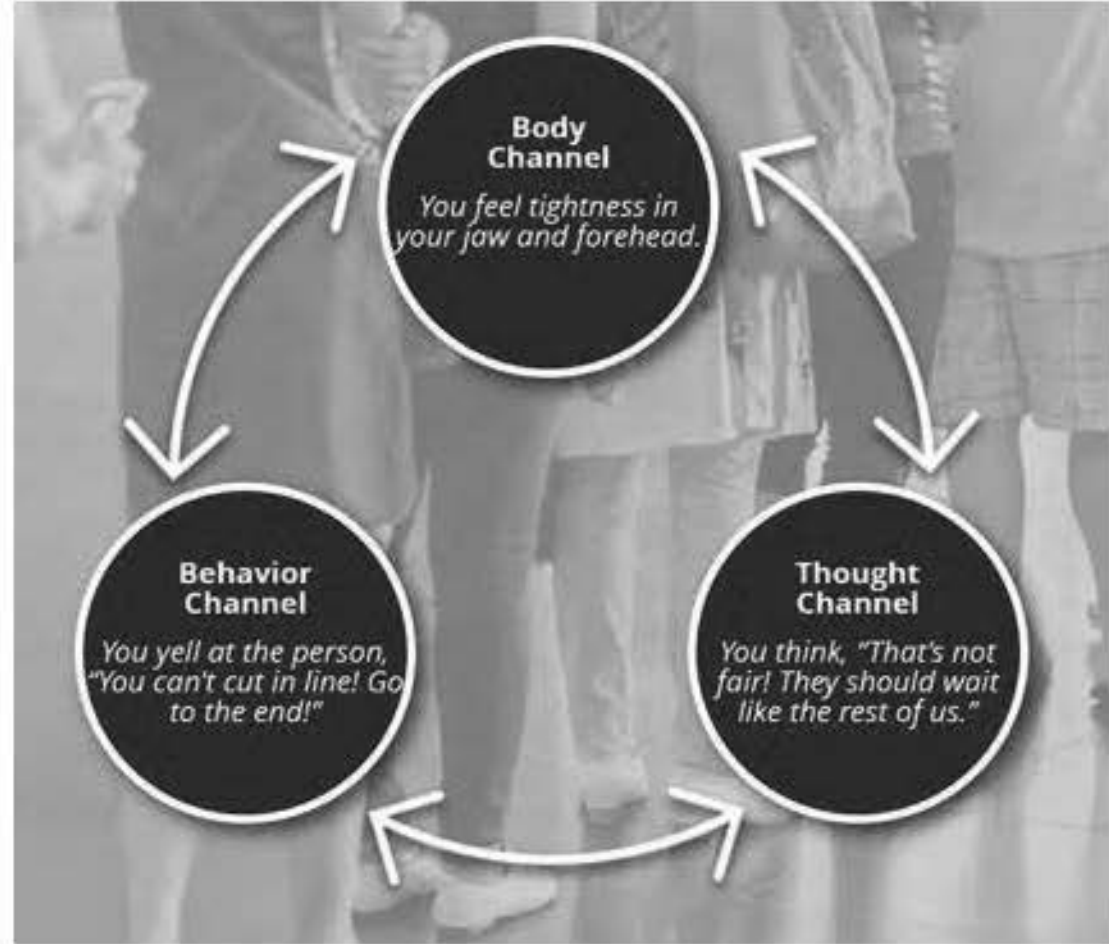 Body
Channel
You feel tightness in
your jaw and forehead.
Behavior
Channel
You yell at the person,
"You can't cut in line! Go
to the end!"
Thought
Channel
You think, "That's not
fair! They should wait
like the rest of us."